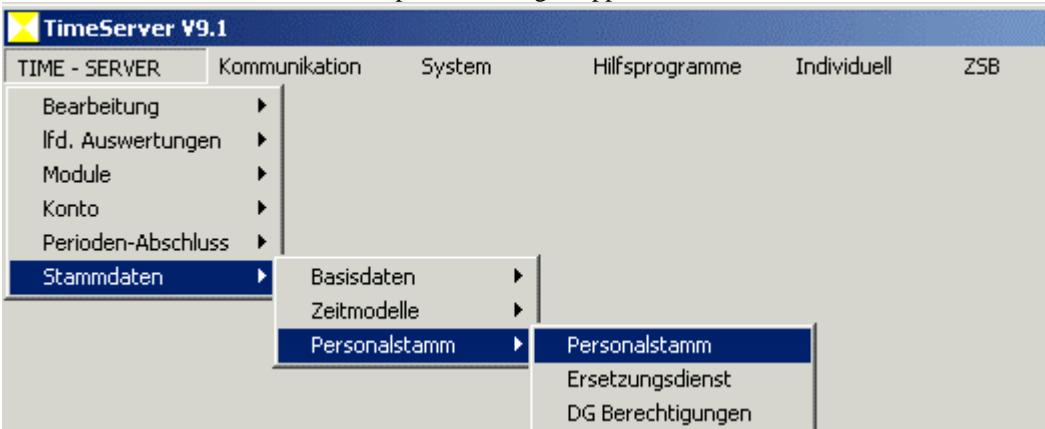 TimeServer V9.1
TIME - SERVER Kommunikation System Hilfsprogramme Individuell ZSB
Bearbeitung
lfd. Auswertungen
Module
Konto
Perioden-Abschluss
Stammdaten
Basisdaten
Zeitmodelle
Personalstamm
Personalstamm
Ersetzungsdienst
DG Berechtigungen